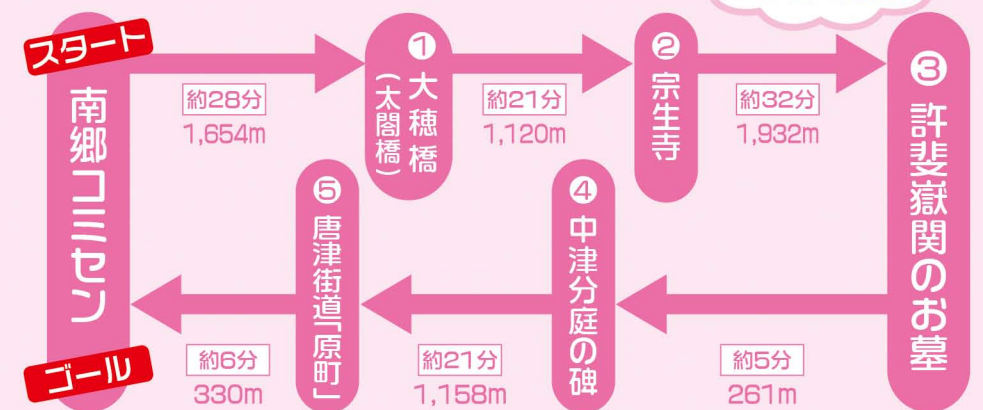 スタート
南郷コミセン
約28分
1,654m
❶大穂橋
(太閤橋)
約21分
1,120m
❷宗生寺
約32分
1,932m
❸許斐嶽関のお墓
約5分
261m
❹中津分庭の碑
約21分
1,158m
❺唐津街道「原町」
約6分
330m
ゴール